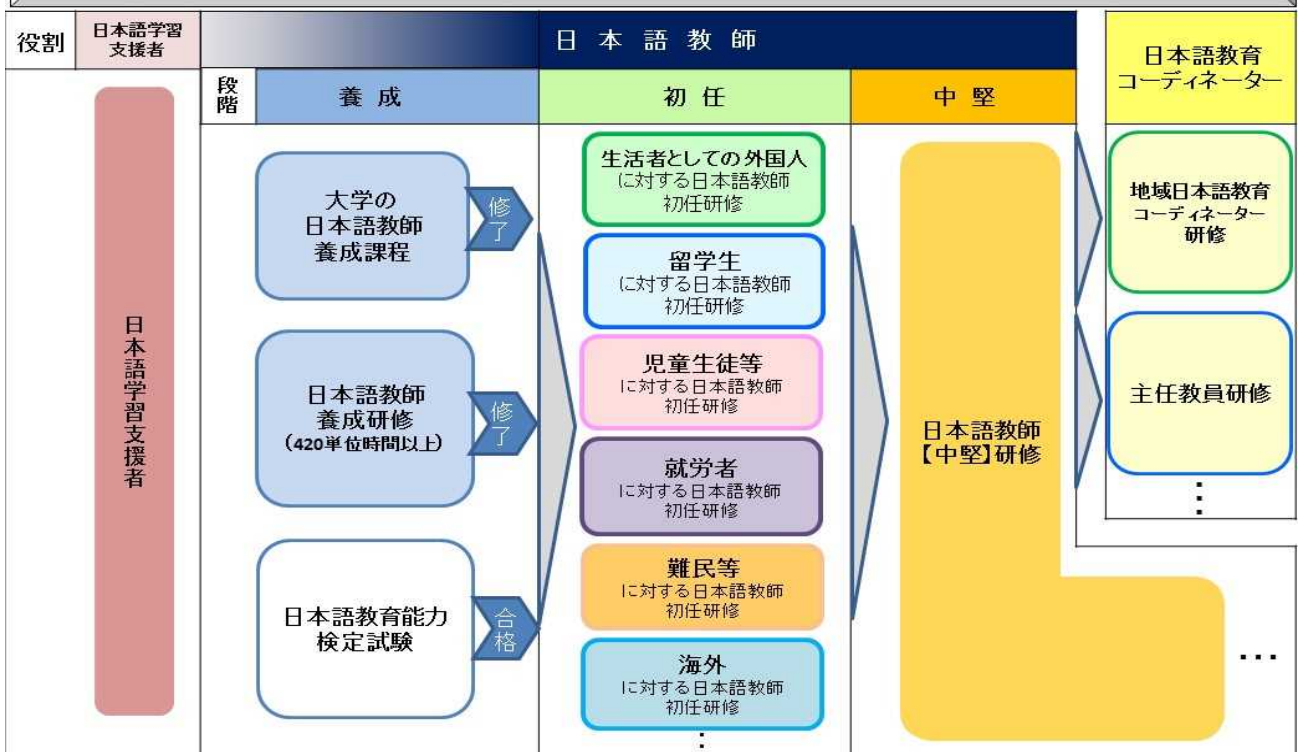 役割
日本語学習
支援者
日本語教師
日本語教育
コーディネーター
段階
養成
初任
中堅
日本語学習支援者
大学の
日本語教師
養成課程
修了
日本語教師
養成研修
(420単位時間以上)
修了
日本語教育能力
検定試験
合格
生活者としての外国人
に対する日本語教師
初任研修
留学生
に対する日本語教師
初任研修
児童生徒等
に対する日本語教師
初任研修
就労者
に対する日本語教師
初任研修
難民等
に対する日本語教師
初任研修
海外
に対する日本語教師
初任研修
⋮
日本語教師
【中堅】研修
地域日本語教育
コーディネーター
研修
主任教員研修
⋮
…